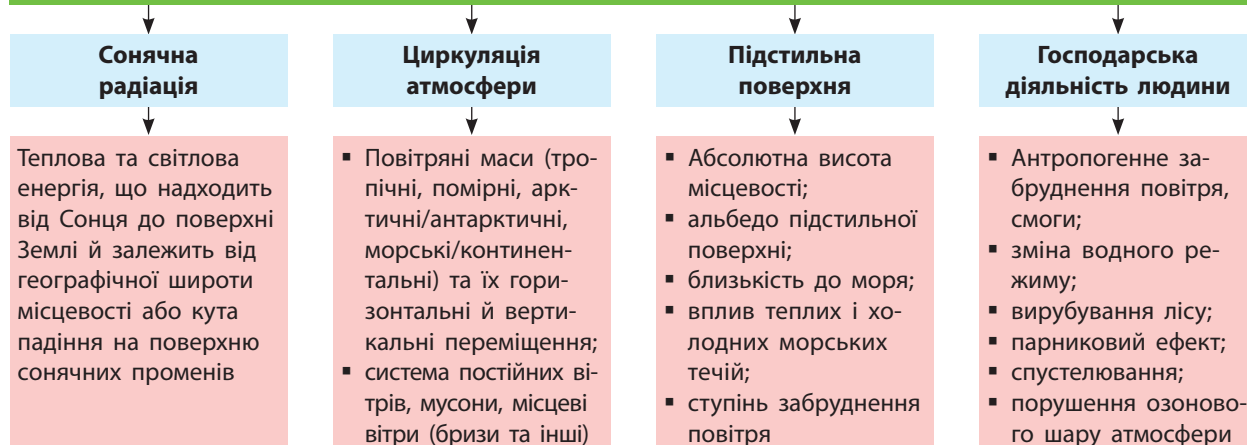 Сонячна
радіація
Теплова та світлова
енергія, що надходить
від Сонця до поверхні
Землі й залежить від
географічної широти
місцевості або кута
падіння на поверхню
сонячних променів
Циркуляція
атмосфери
▪ Повітряні маси (тро-
пічні, помірні, арк-
тичні/антарктичні,
морські/континен-
тальні) та їх гори-
зонтальні й верти-
кальні переміщення;
▪ система постійних ві-
трів, мусони, місцеві
вітри (бризи та інші)
Підстильна
поверхня
▪ Абсолютна висота
місцевості;
▪ альбедо підстильної
поверхні;
▪ близькість до моря;
▪ вплив теплих і хо-
лодних морських
течій;
▪ ступінь забруднення
повітря
Господарська
діяльність людини
▪ Антропогенне за-
бруднення повітря,
смоги;
▪ зміна водного ре-
жиму;
▪ вирубування лісу;
▪ парниковий ефект;
▪ спустелювання;
▪ порушення озоново-
го шару атмосфери